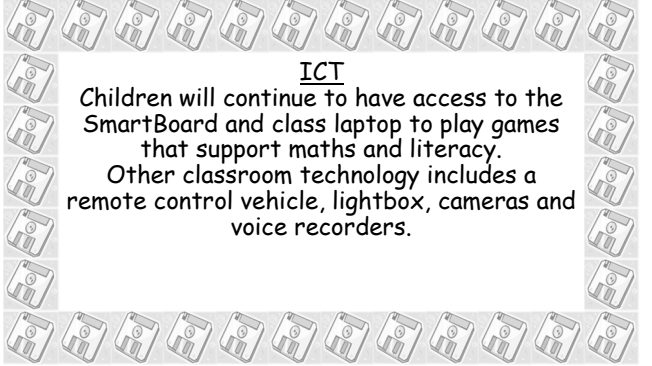 ICT
Children will continue to have access to the
SmartBoard and class laptop to play games
that support maths and literacy.
Other classroom technology includes a
remote control vehicle, lightbox, cameras and
voice recorders.